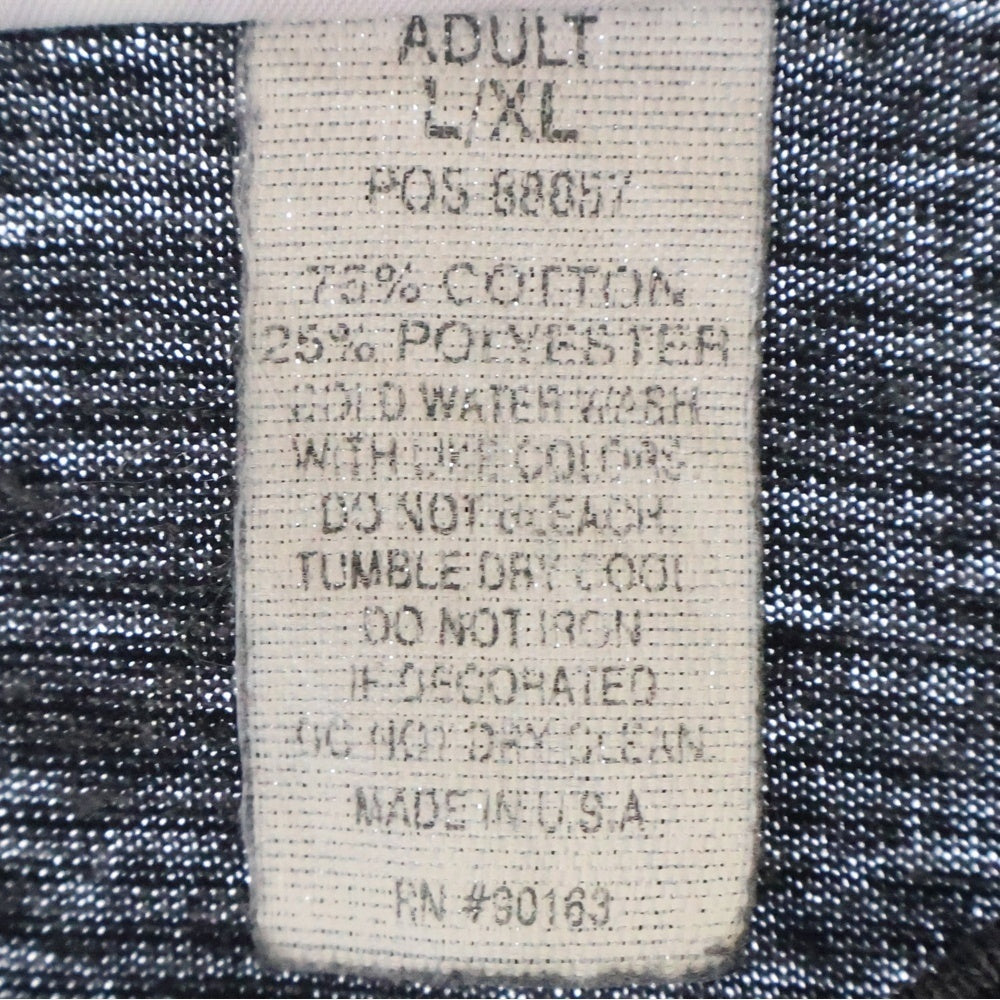 ADULT
L/XL
POS 88057
75% COTTON
25% POLYESTER
COLD WATER WASH
WITH LIKE COLORS
DO NOT BLEACH
TUMBLE DRY COOL
DO NOT IRON
IF DECORATED
DO NOT DRY CLEAN
MADE IN U.S.A
RN #90163